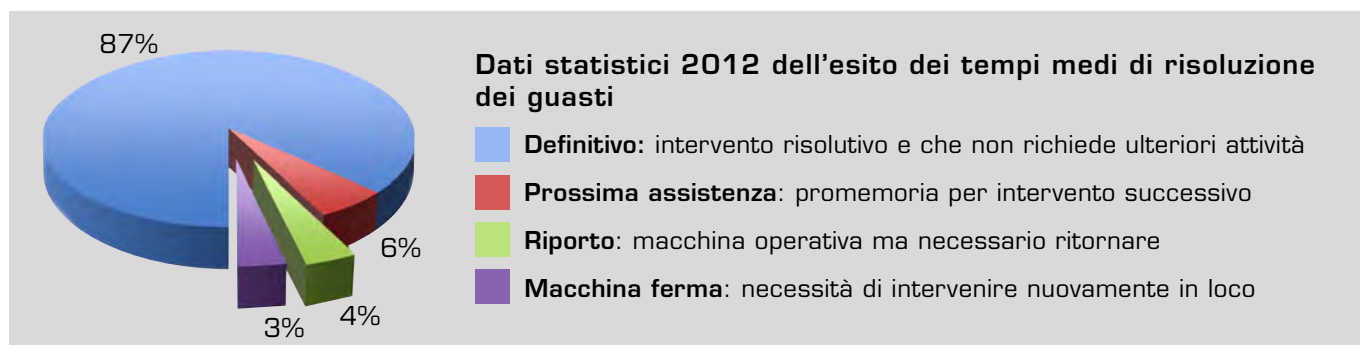 87%
6%
4%
3%
Dati statistici 2012 dell'esito dei tempi medi di risoluzione
dei guasti
Definitivo: intervento risolutivo e che non richiede ulteriori attività
Prossima assistenza: promemoria per intervento successivo
Riporto: macchina operativa ma necessario ritornare
Macchina ferma: necessità di intervenire nuovamente in loco